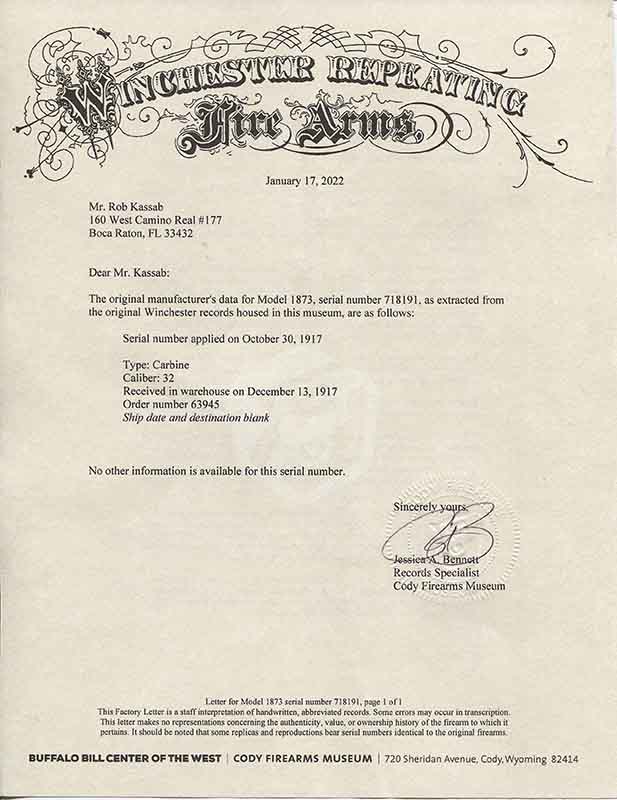 WINCHESTER REPEATING
Fire Arms.
January 17, 2022
Mr. Rob Kassab
160 West Camino Real #177
Boca Raton, FL 33432
Dear Mr. Kassab:
The original manufacturer's data for Model 1873, serial number 718191, as extracted from
the original Winchester records housed in this museum, are as follows:
Serial number applied on October 30, 1917
Type: Carbine
Caliber: 32
Received in warehouse on December 13, 1917
Order number 63945
Ship date and destination blank
No other information is available for this serial number.
Sincerely yours,
Jessica A. Bennett
Records Specialist
Cody Firearms Museum
Letter for Model 1873 serial number 718191, page 1 of 1
This Factory Letter is a staff interpretation of handwritten, abbreviated records. Some errors may occur in transcription.
This letter makes no representations concerning the authenticity, value, or ownership history of the firearm to which it
pertains. It should be noted that some replicas and reproductions bear serial numbers identical to the original firearms.
BUFFALO BILL CENTER OF THE WEST | CODY FIREARMS MUSEUM | 720 Sheridan Avenue, Cody, Wyoming 82414